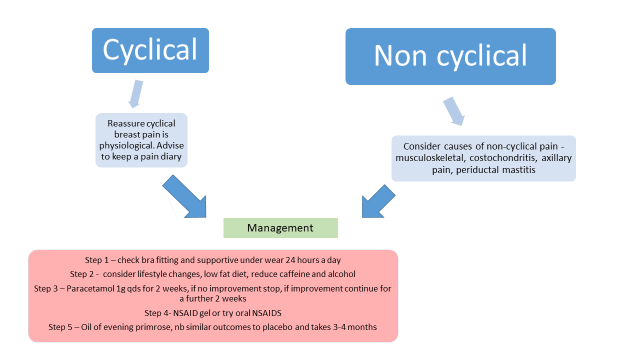 Cyclical
Non cyclical
Reassure cyclical
breast pain is
physiological. Advise
to keep a pain diary
Consider causes of non-cyclical pain -
musculoskeletal, costochondritis, axillary
pain, periductal mastitis
Management
Step 1 – check bra fitting and supportive under wear 24 hours a day
Step 2 - consider lifestyle changes, low fat diet, reduce caffeine and alcohol
Step 3 – Paracetamol 1g qds for 2 weeks, if no improvement stop, if improvement continue for
a further 2 weeks
Step 4- NSAID gel or try oral NSAIDS
Step 5 – Oil of evening primrose, nb similar outcomes to placebo and takes 3-4 months